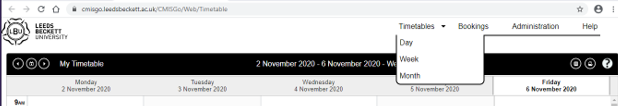 cmisgo.leedsbeckett.ac.uk/CMISGo/Web/Timetable
LBU
LEEDS
BECKETT
UNIVERSITY
Timetables Bookings Administration Help
Day
Week
Month
My Timetable 2 November 2020 - 6 November 2020 - We
Monday
2 November 2020
Tuesday
3 November 2020
Wednesday
4 November 2020
5 November 2020
Friday
6 November 2020
9AM